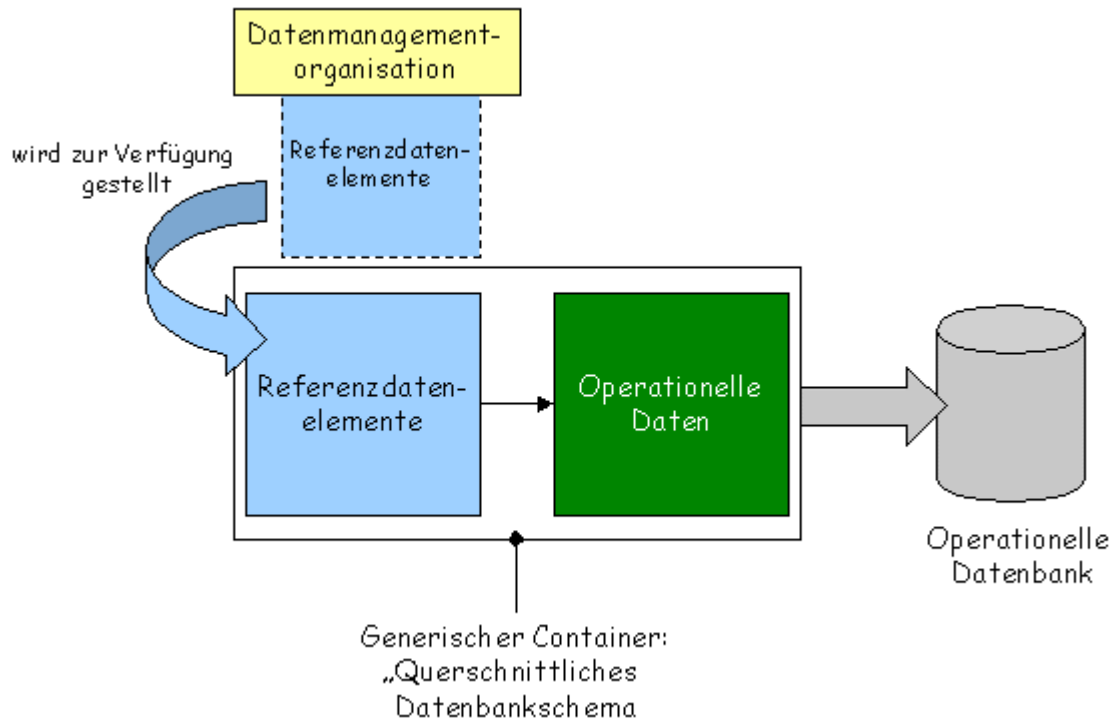 Datenmanagement-
organisation
wird zur Verfügung
gestellt
Referenzdaten-
elemente
Referenzdaten-
elemente
Operationelle
Daten
Operationelle
Datenbank
Generischer Container:
„Querschnittliches
Datenbankschema